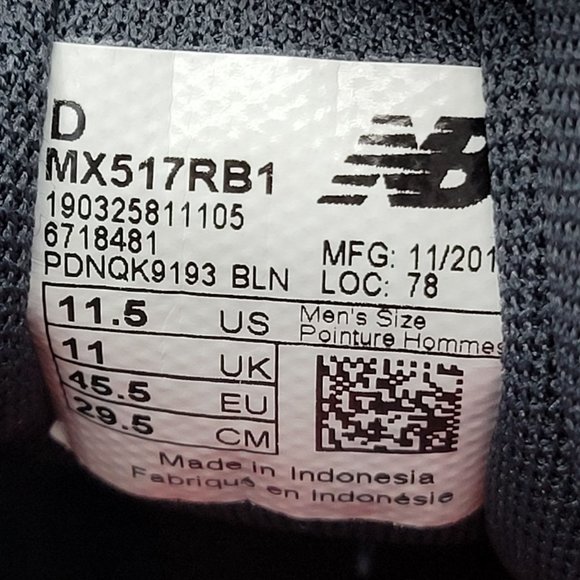 D
NB
MX517RB1
190325811105
6718481
PDNQK9193 BLN
MFG: 11/201
LOC: 78
11.5 US
11 UK
45.5 EU
29.5 CM
Men's Size
Pointure Hommes
Made in Indonesia
Fabriqué en Indonésie